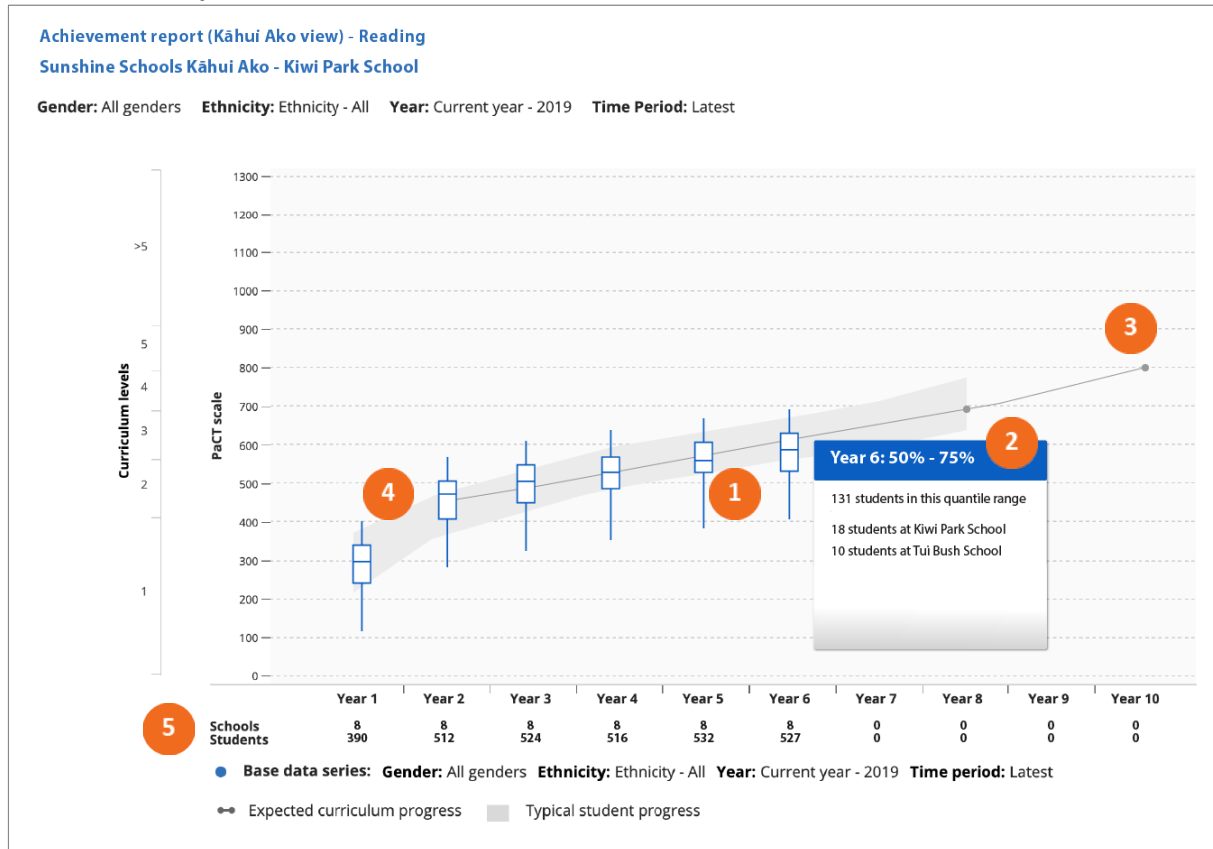 Achievement report (Kāhui Ako view) - Reading
Sunshine Schools Kāhui Ako - Kiwi Park School
Gender: All genders Ethnicity: Ethnicity - All Year: Current year - 2019 Time Period: Latest
Curriculum levels
>5
5
4
3
2
1
PaCT scale
1300
1200
1100
1000
900
800
700
600
500
400
300
200
100
0
3
2
4
1
Year 6: 50% - 75%
131 students in this quantile range
18 students at Kiwi Park School
10 students at Tui Bush School
Year 1 Year 2 Year 3 Year 4 Year 5 Year 6 Year 7 Year 8 Year 9 Year 10
5
Schools 8 8 8 8 8 8 0 0 0 0
Students 390 512 524 516 532 527 0 0 0 0
Base data series: Gender: All genders Ethnicity: Ethnicity - All Year: Current year - 2019 Time period: Latest
Expected curriculum progress Typical student progress